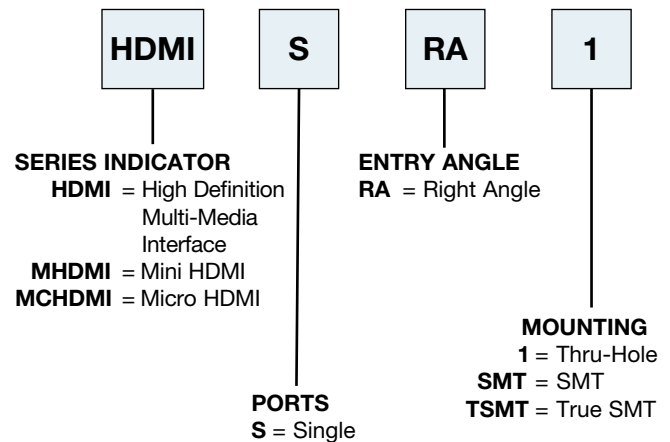 HDMI S RA 1
SERIES INDICATOR
HDMI = High Definition
Multi-Media
Interface
MHDMI = Mini HDMI
MCHDMI = Micro HDMI
ENTRY ANGLE
RA = Right Angle
PORTS
S = Single
MOUNTING
1 = Thru-Hole
SMT = SMT
TSMT = True SMT